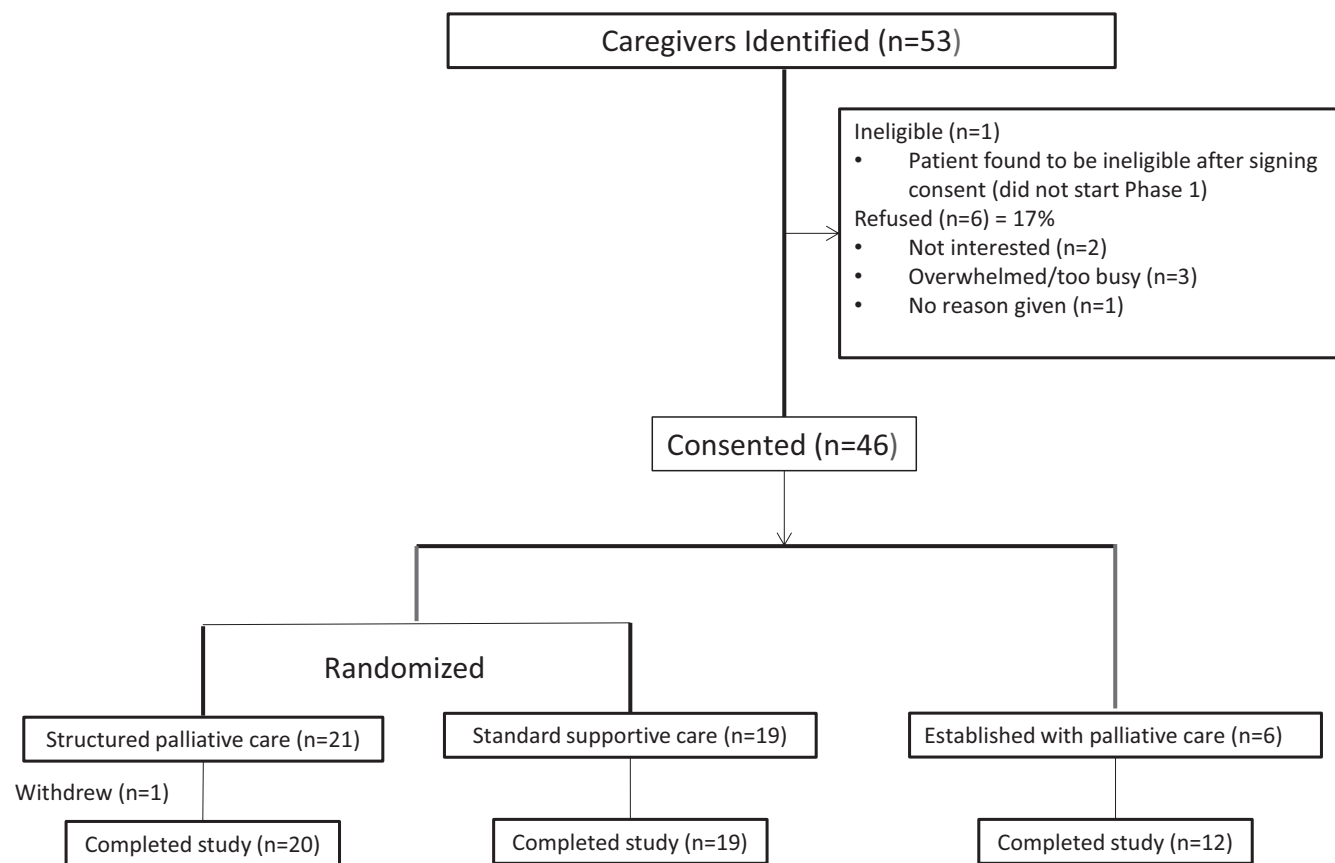 Caregivers Identified (n=53)
Ineligible (n=1)
• Patient found to be ineligible after signing
consent (did not start Phase 1)
Refused (n=6) = 17%
• Not interested (n=2)
• Overwhelmed/too busy (n=3)
• No reason given (n=1)
Consented (n=46)
Randomized
Structured palliative care (n=21)
Standard supportive care (n=19)
Established with palliative care (n=6)
Withdrew (n=1)
Completed study (n=20)
Completed study (n=19)
Completed study (n=12)